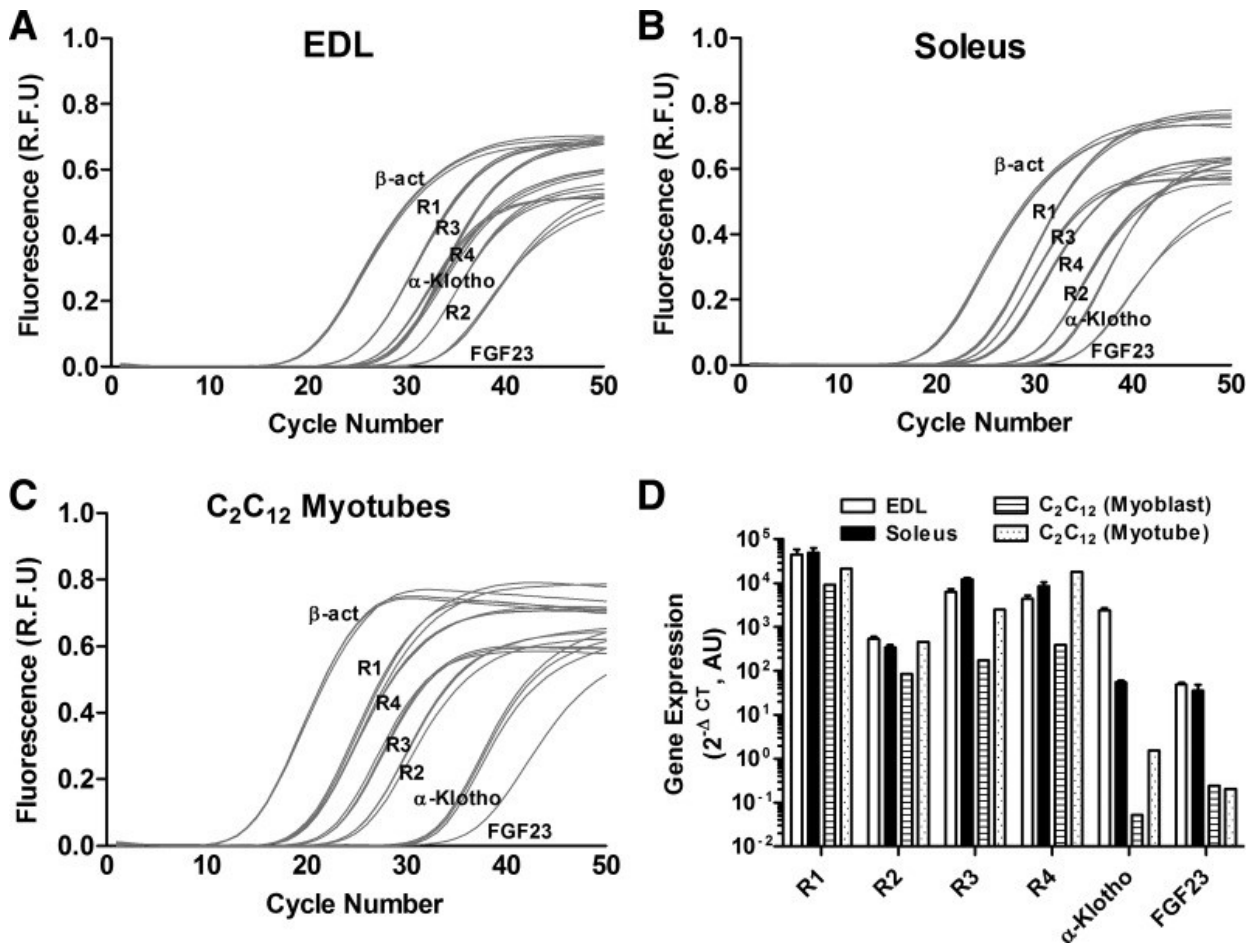 A
EDL
Fluorescence (R.F.U)
1.0
0.8
0.6
0.4
0.2
0.0
β-act
R1
R3
R4
α-Klotho
R2
FGF23
0 10 20 30 40 50
Cycle Number
B
Soleus
Fluorescence (R.F.U)
1.0
0.8
0.6
0.4
0.2
0.0
β-act
R1
R3
R4
R2
α-Klotho
FGF23
0 10 20 30 40 50
Cycle Number
C
C₂C₁₂ Myotubes
Fluorescence (R.F.U)
1.0
0.8
0.6
0.4
0.2
0.0
β-act
R1
R4
R3
R2
α-Klotho
FGF23
0 10 20 30 40 50
Cycle Number
D
EDL
Soleus
C₂C₁₂ (Myoblast)
C₂C₁₂ (Myotube)
Gene Expression
(2^-Δ CT, AU)
10⁵
10⁴
10³
10²
10¹
10⁰
10⁻¹
10⁻²
R1 R2 R3 R4 α-Klotho FGF23